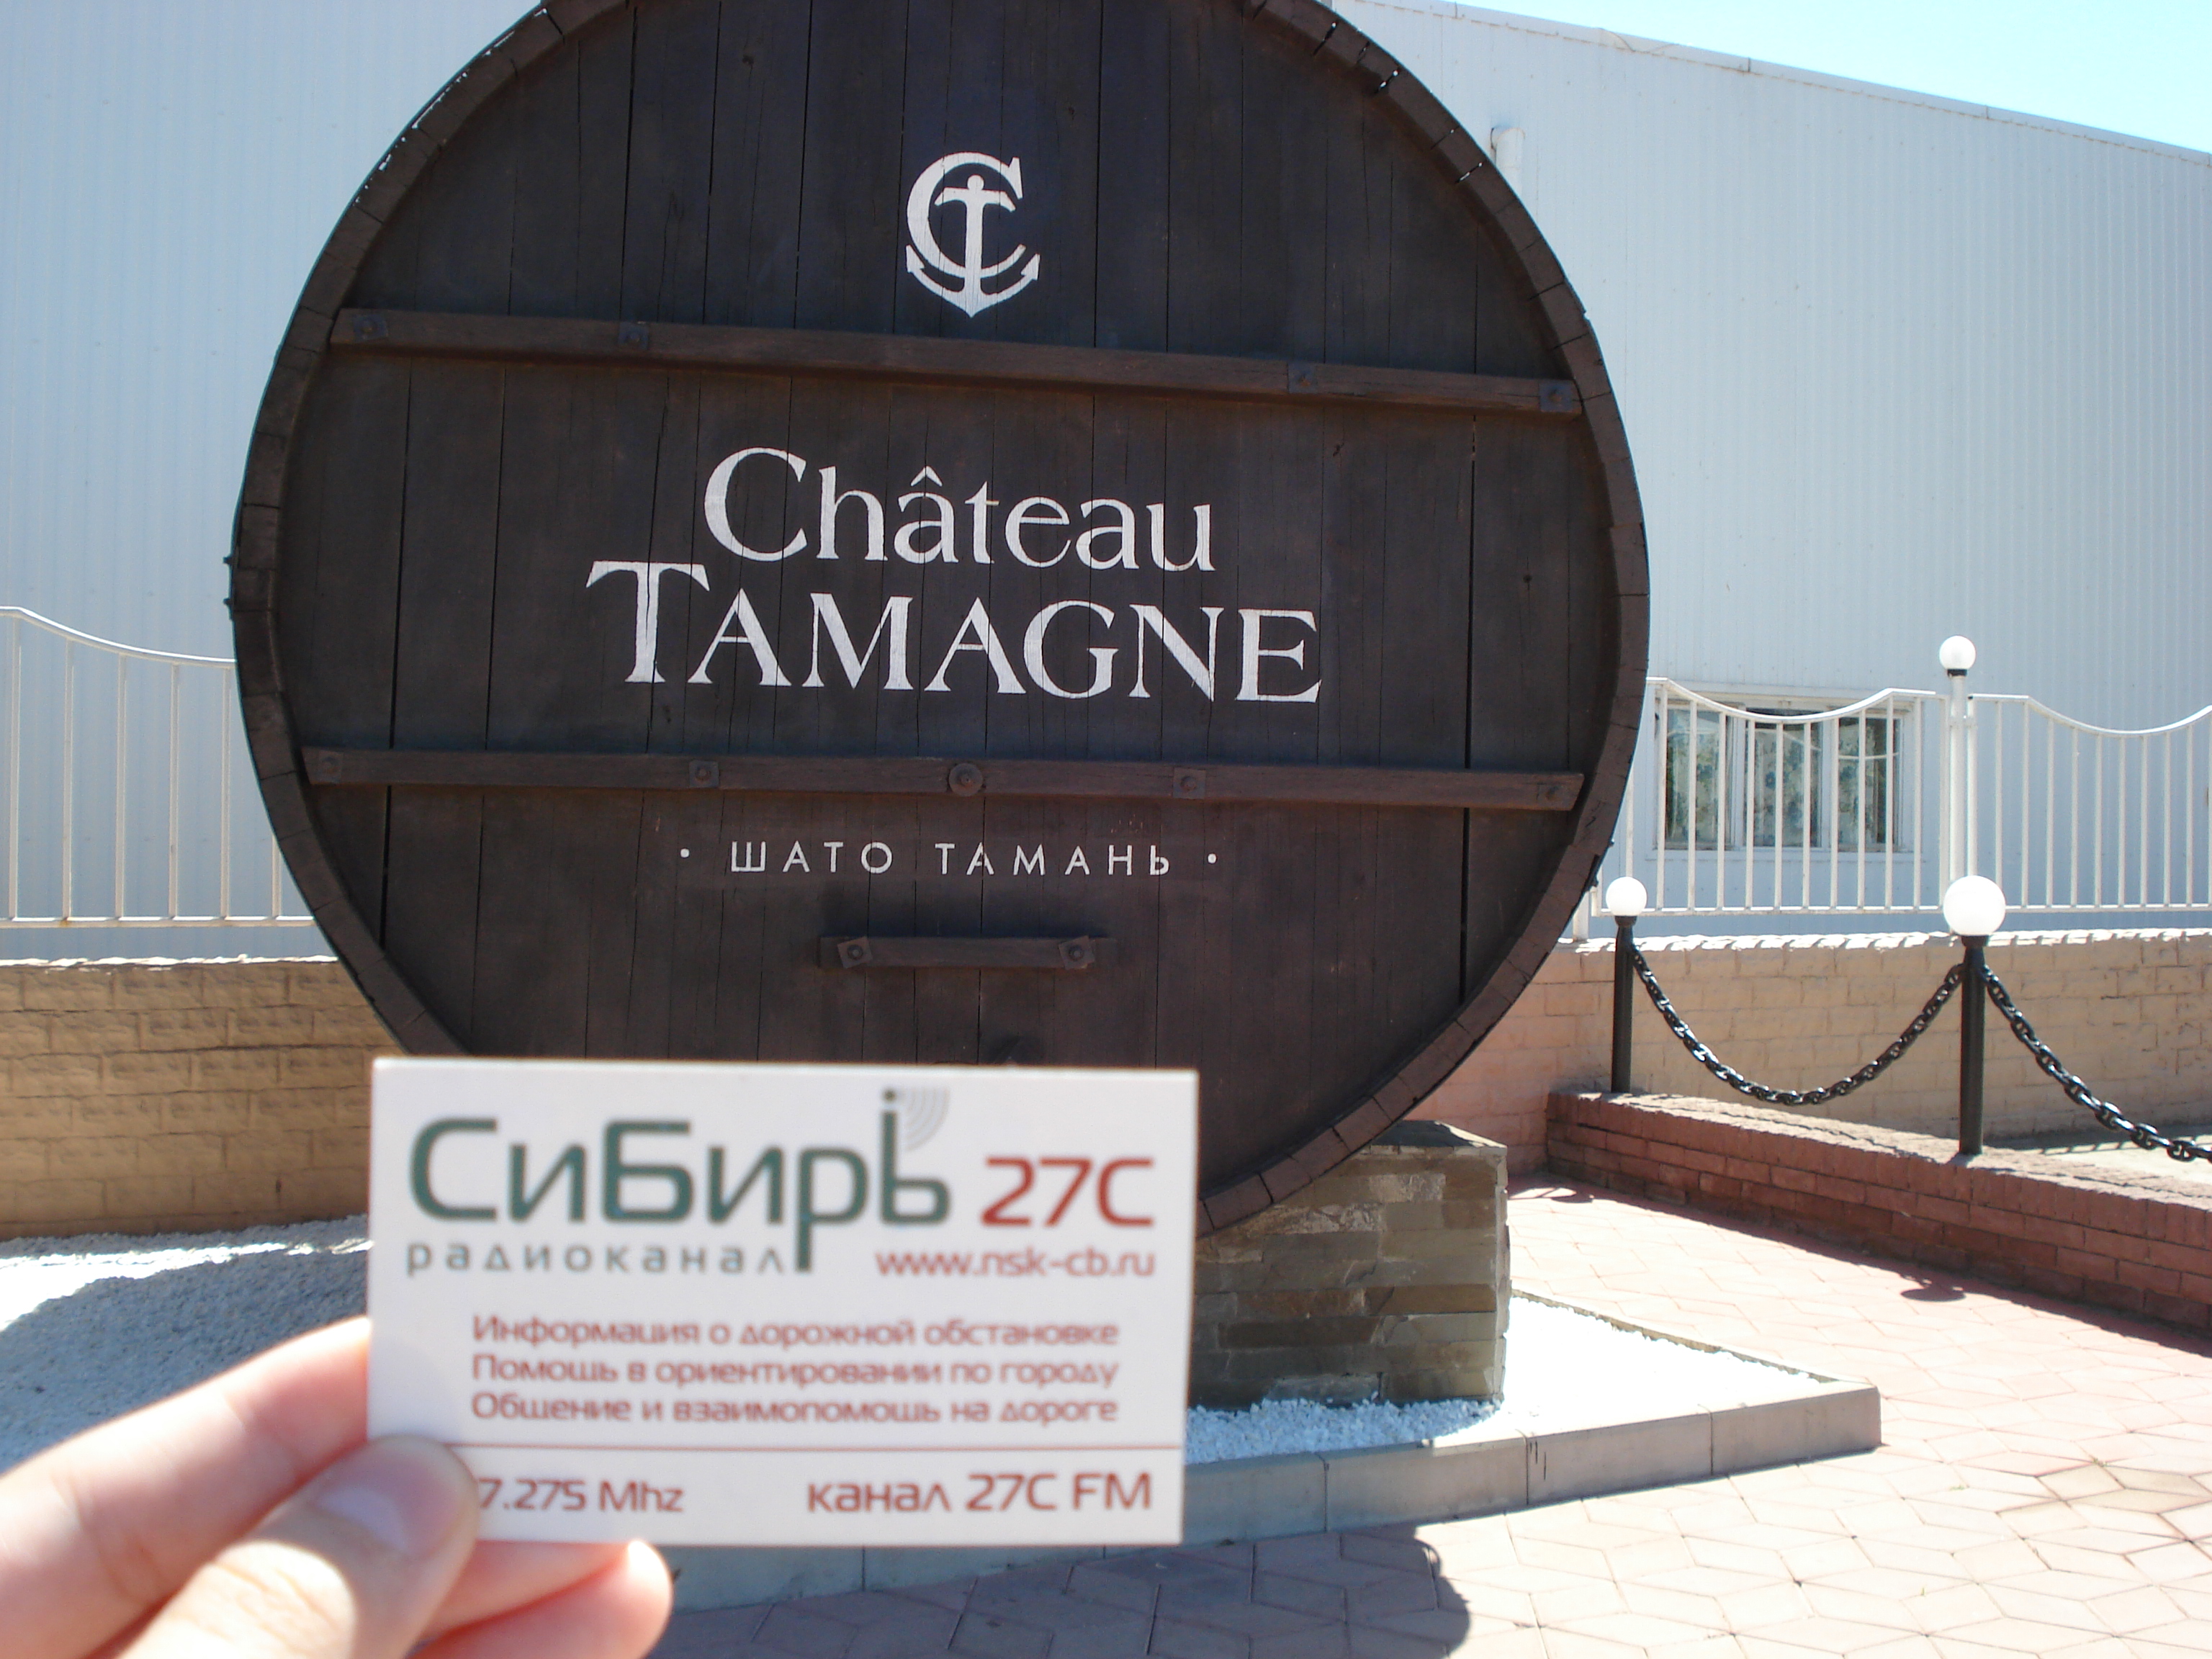 Château
TAMAGNE
• ШАТО ТАМАНЬ •
СиБирЬ 27С
радиоканал www.nsk-cb.ru
Информация о дорожной обстановке
Помощь в ориентировании по городу
Общение и взаимопомощь на дороге
7.275 Mhz канал 27С FM